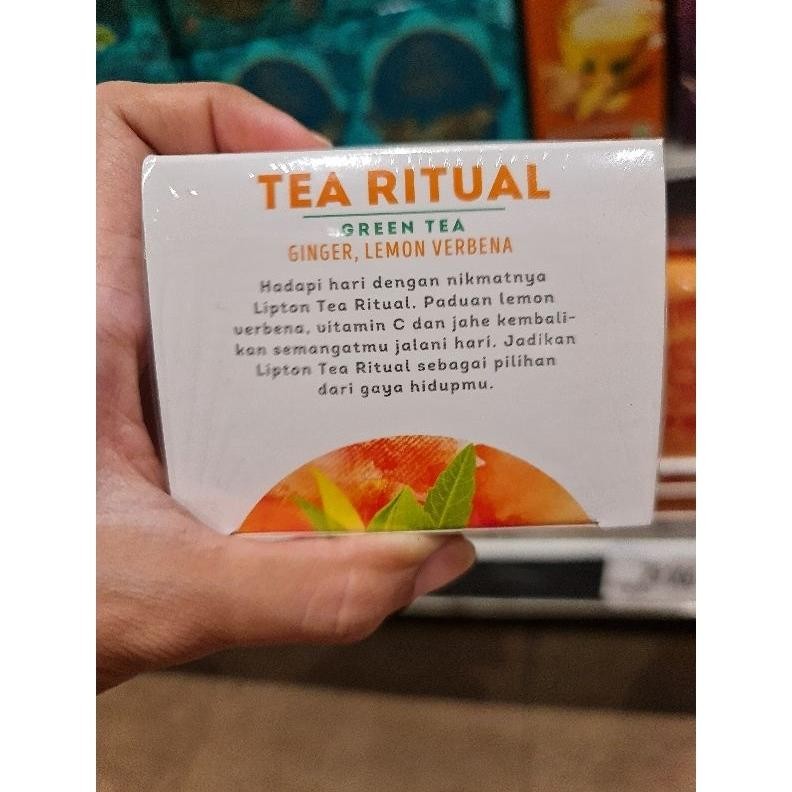 TEA RITUAL
GREEN TEA
GINGER, LEMON VERBENA
Hadapi hari dengan nikmatnya
Lipton Tea Ritual. Paduan lemon
verbena, vitamin C dan jahe kembali-
kan semangatmu jalani hari. Jadikan
Lipton Tea Ritual sebagai pilihan
dari gaya hidupmu.